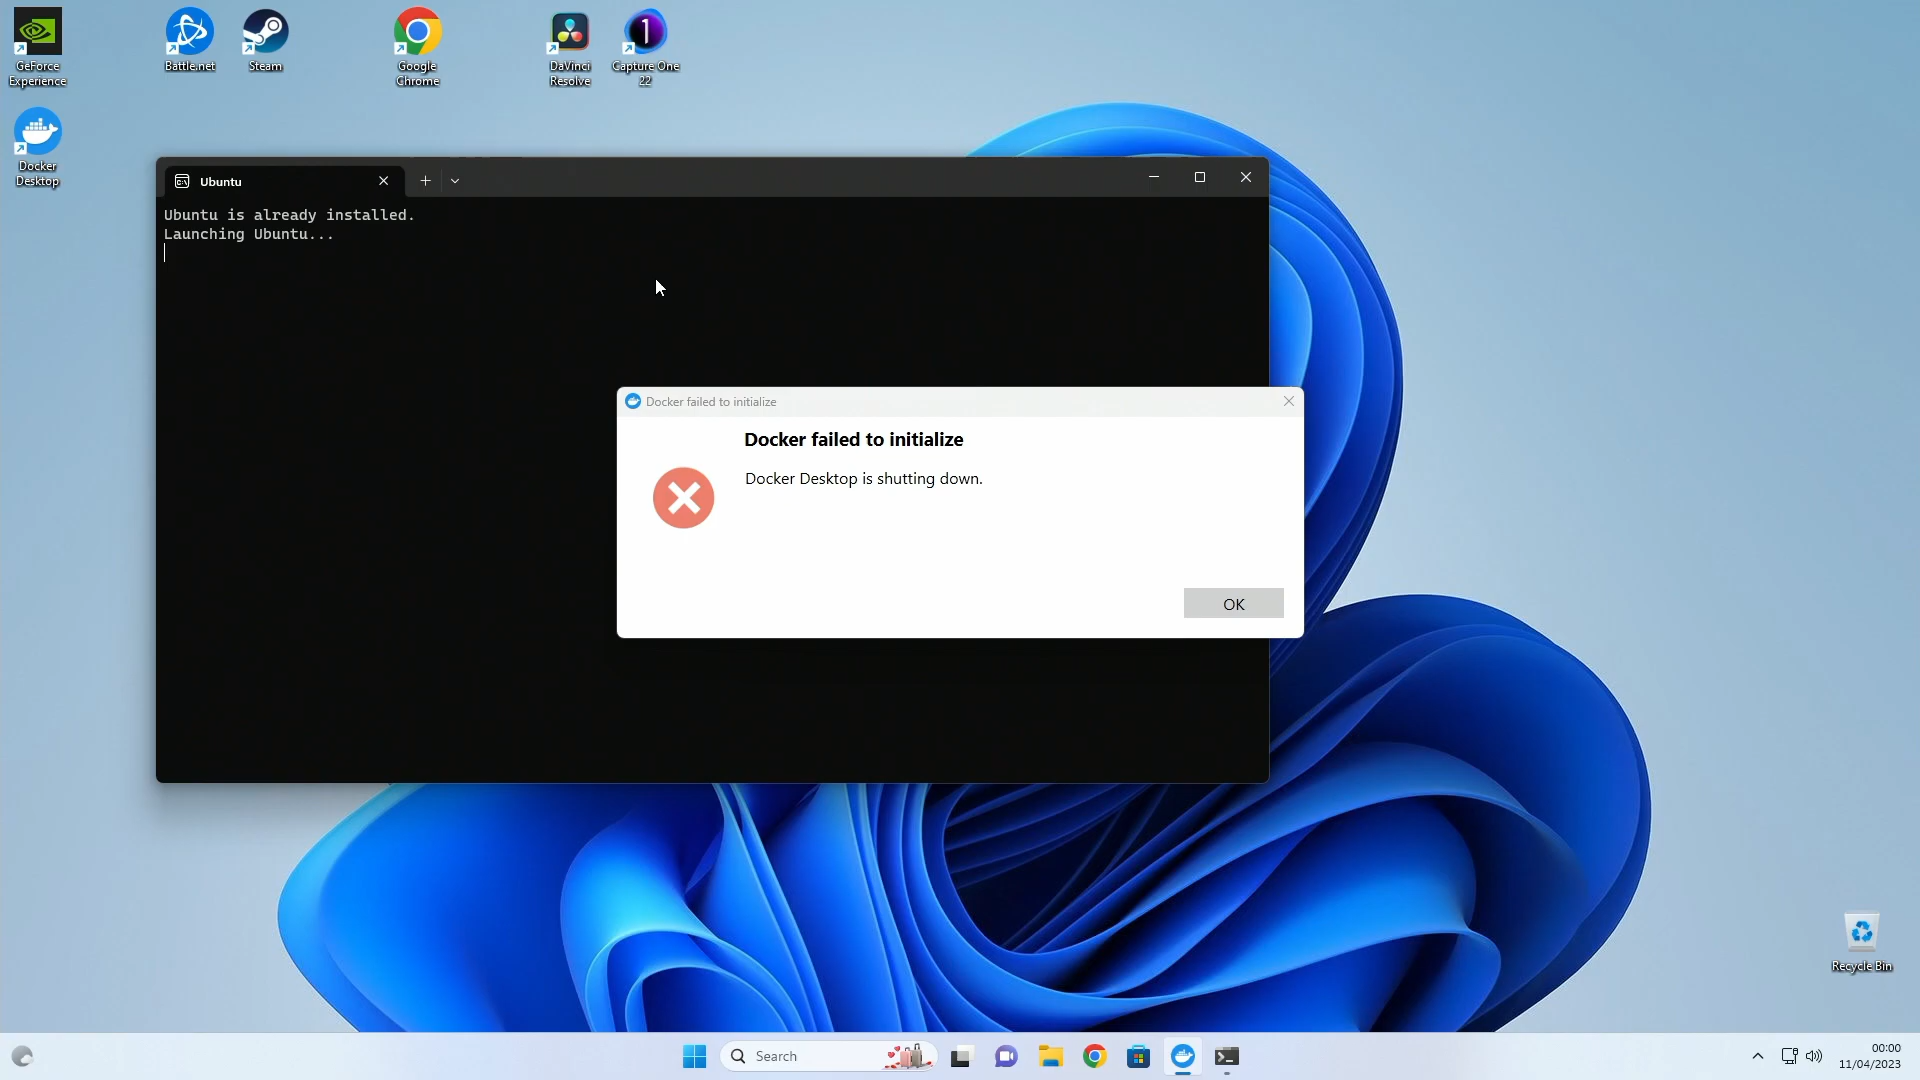 GeForce
Experience
Battle.net
Steam
Google
Chrome
DaVinci
Resolve
Capture One
22
Docker
Desktop
Ubuntu
Ubuntu is already installed.
Launching Ubuntu...
Docker failed to initialize
Docker failed to initialize
Docker Desktop is shutting down.
OK
Recycle Bin
Search
00:00
11/04/2023